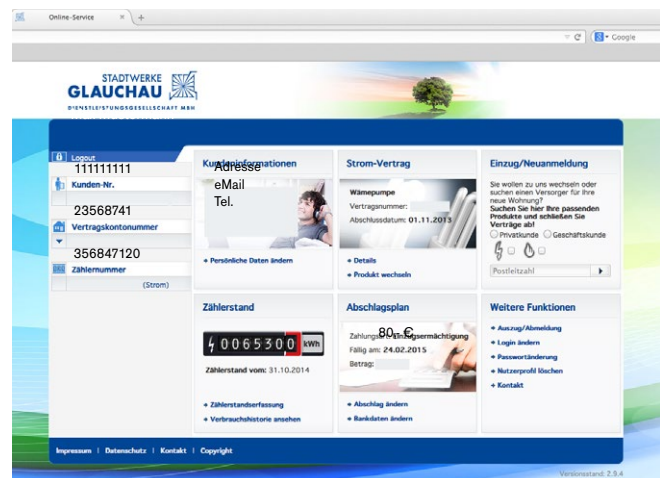 Online-Service
Google
STADTWERKE
GLAUCHAU
DIENSTLEISTUNGSGESELLSCHAFT MBH
Logout
111111111
Kunden-Nr.
23568741
Vertragskontonummer
356847120
Zählernummer
(Strom)
Kundeninformationen
Adresse
eMail
Tel.
Persönliche Daten ändern
Strom-Vertrag
Wämepumpe
Vertragsnummer:
Abschlussdatum: 01.11.2013
Details
Produkt wechseln
Einzug/Neuanmeldung
Sie wollen zu uns wechseln oder
suchen einen Versorger für ihre
neue Wohnung?
Suchen Sie hier Ihre passenden
Produkte und schließen Sie
Verträge ab!
Privatkunde Geschäftskunde
Postleitzahl
Zählerstand
0065300 kWh
Zählerstand vom: 31.10.2014
Zählerstandserfassung
Verbrauchshistorie ansehen
Abschlagsplan
80,- €
Zahlungsart: Einzugsermächtigung
Fällig am: 24.02.2015
Betrag:
Abschlag ändern
Bankdaten ändern
Weitere Funktionen
Auszug/Abmeldung
Login ändern
Passwortänderung
Nutzerprofil löschen
Kontakt
Impressum | Datenschutz | Kontakt | Copyright
Versionsstand: 2.9.4